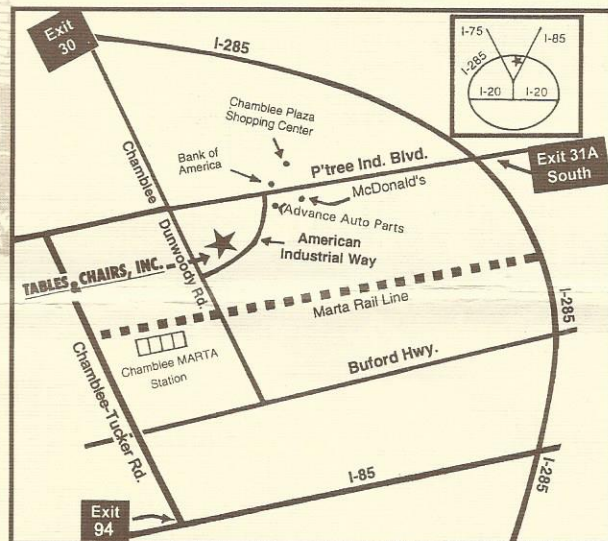 Exit
30
I-285
I-75
I-85
I-285
I-20
I-20
Chamblee Plaza
Shopping Center
Bank of
America
P'tree Ind. Blvd.
Exit 31A
South
McDonald's
Advance Auto Parts
American
Industrial Way
Chamblee
Dunwoody Rd.
TABLES & CHAIRS, INC.
Marta Rail Line
I-285
Chamblee MARTA
Station
Buford Hwy.
Chamblee-Tucker Rd.
I-85
I-285
Exit
94